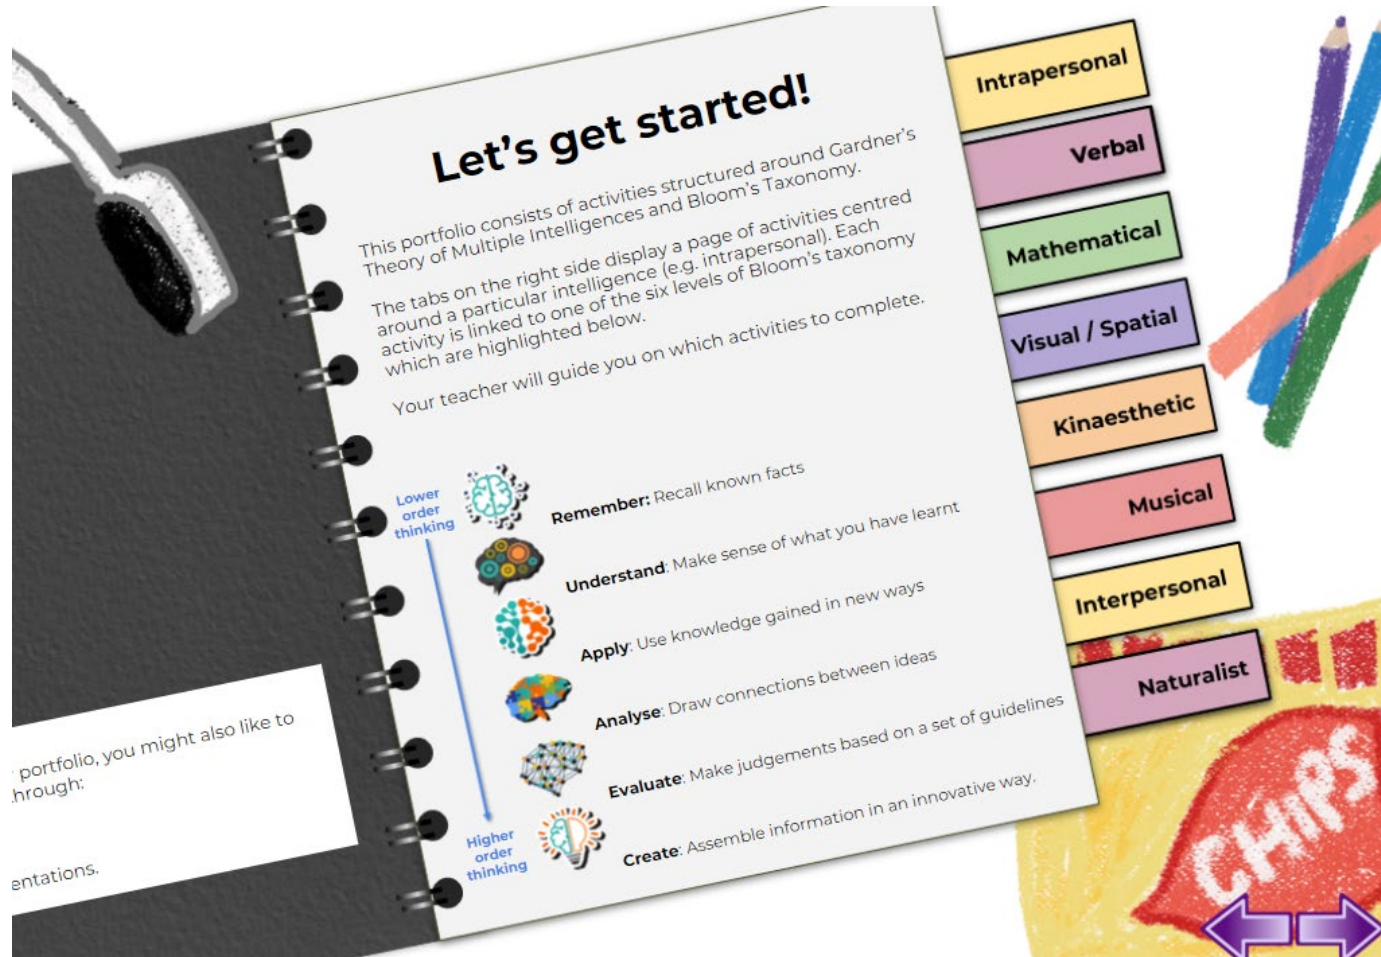 Let's get started!
This portfolio consists of activities structured around Gardner's
Theory of Multiple Intelligences and Bloom's Taxonomy.
The tabs on the right side display a page of activities centred
around a particular intelligence (e.g. intrapersonal). Each
activity is linked to one of the six levels of Bloom's taxonomy
which are highlighted below.
Your teacher will guide you on which activities to complete.
Lower
order
thinking
Remember: Recall known facts
Understand: Make sense of what you have learnt
Apply: Use knowledge gained in new ways
Analyse: Draw connections between ideas
Evaluate: Make judgements based on a set of guidelines
Create: Assemble information in an innovative way.
Higher
order
thinking
Intrapersonal
Verbal
Mathematical
Visual / Spatial
Kinaesthetic
Musical
Interpersonal
Naturalist
portfolio, you might also like to
hrough:
entations.
CHIPS